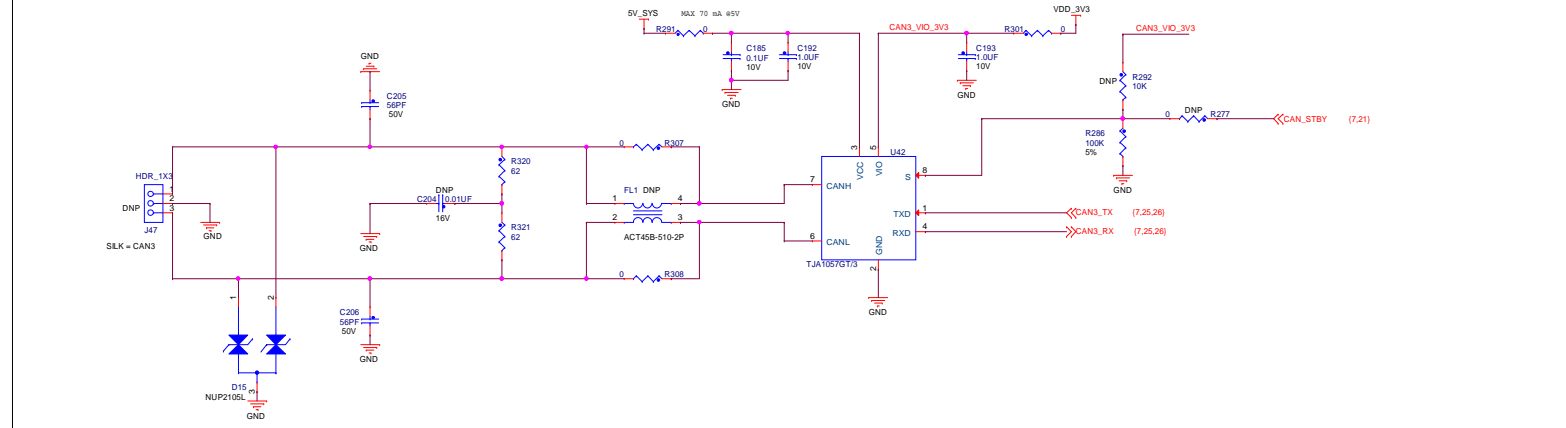 5V_SYS
MAX 70 mA @5V
R291 0
C185
0.1UF
10V
C192
1.0UF
10V
GND
CAN3_VIO_3V3
C193
1.0UF
10V
GND
R301 0
VDD_3V3
CAN3_VIO_3V3
DNP
R292
10K
DNP
0 R277
CAN_STBY {7,21}
R286
100K
5%
GND
GND
C205
56PF
50V
HDR_1X3
1
2
3
DNP
J47
GND
SILK = CAN3
R320
62
DNP
C204 0.01UF
16V
GND
R321
62
0 R307
FL1 DNP
1 4
2 3
ACT45B-510-2P
0 R308
U42
3 5
VCC VIO
7 CANH
6 CANL
S 8
TXD 1
RXD 4
GND
2
TJA1057GT/3
GND
CAN3_TX {7,25,26}
CAN3_RX {7,25,26}
C206
56PF
50V
GND
1 2
D15
3
NUP2105L
GND